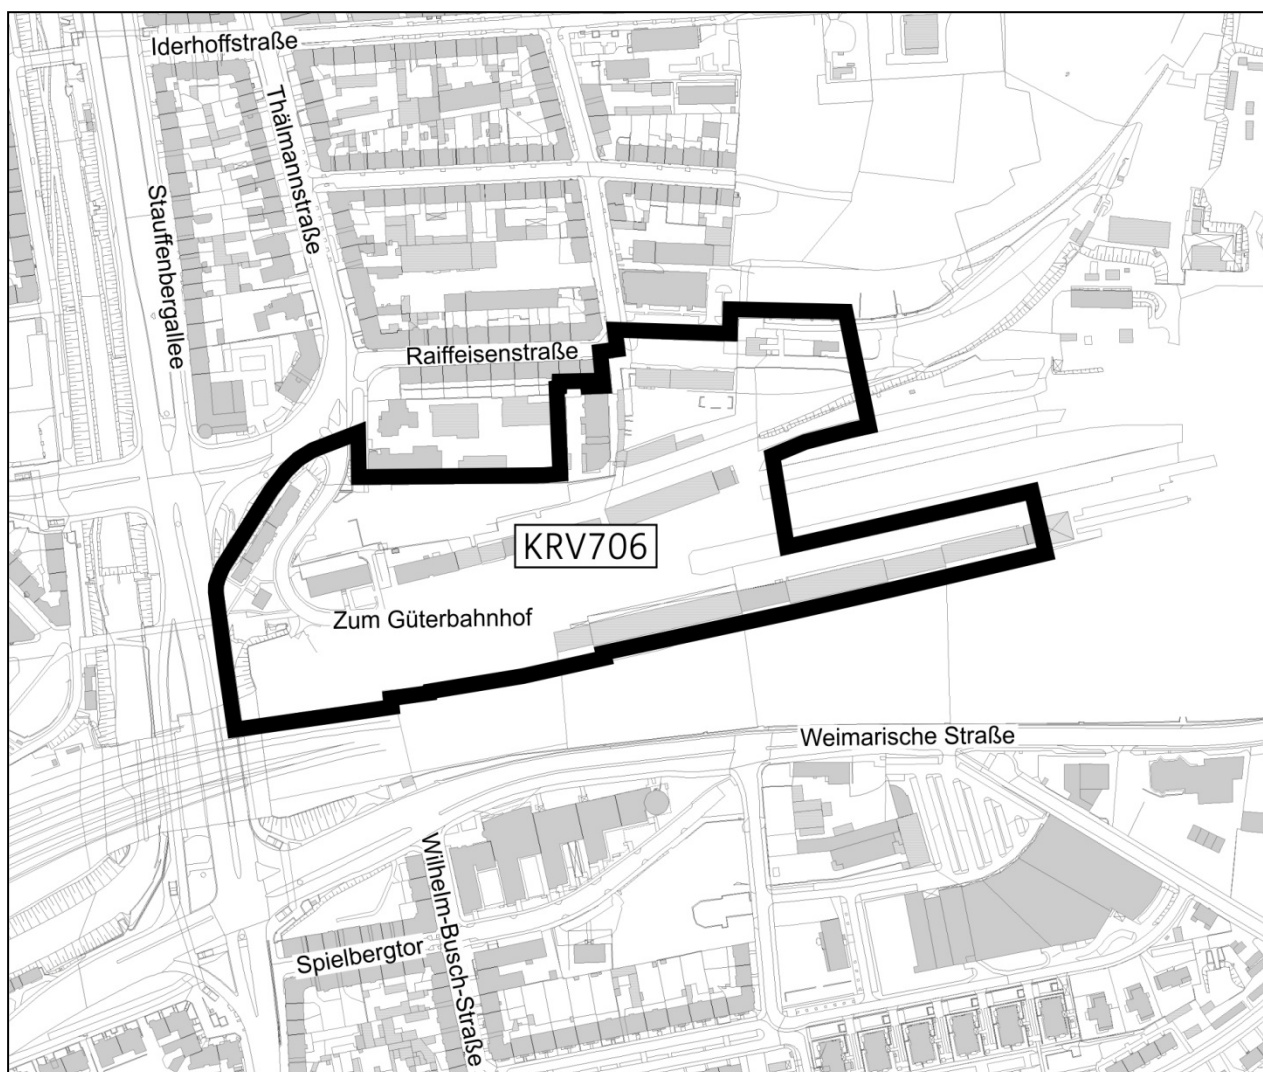 Iderhoffstraße
Thälmannstraße
Stauffenbergallee
Raiffeisenstraße
KRV706
Zum Güterbahnhof
Weimarische Straße
Wilhelm-Busch-Straße
Spielbergtor